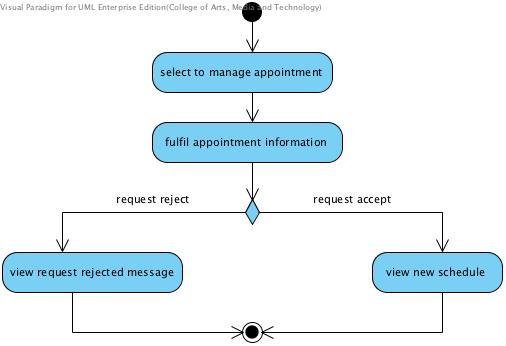 Visual Paradigm for UML Enterprise Edition(College of Arts, Media and Technology)
select to manage appointment
fulfil appointment information
request reject
request accept
view request rejected message
view new schedule